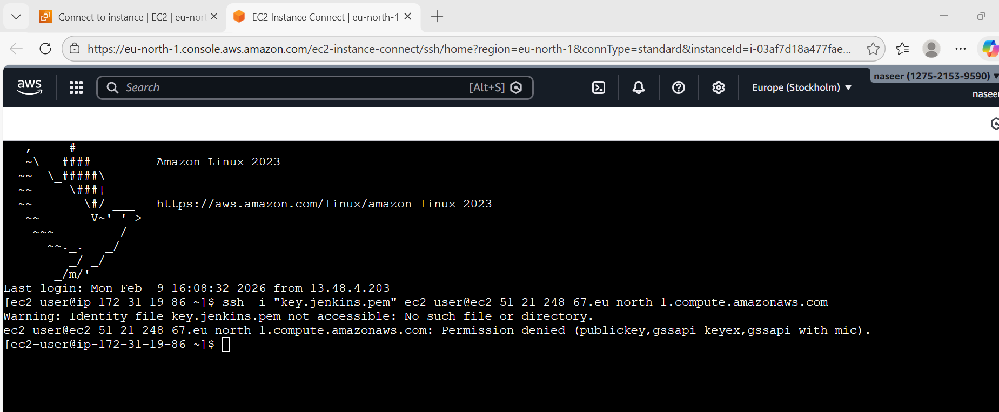 Connect to instance | EC2 | eu-nort
EC2 Instance Connect | eu-north-1
https://eu-north-1.console.aws.amazon.com/ec2-instance-connect/ssh/home?region=eu-north-1&connType=standard&instanceId=i-03af7d18a477fae...
aws
Search
[Alt+S]
Europe (Stockholm)
naseer (1275-2153-9590)
naseer
   ,     #_
   ~\_  ####_        Amazon Linux 2023
  ~~  \_#####\
  ~~     \###|
  ~~       \#/ ___   https://aws.amazon.com/linux/amazon-linux-2023
   ~~       V~' '->
    ~~~         /
      ~~._.   _/
         _/ _/
       _/m/'
Last login: Mon Feb  9 16:08:32 2026 from 13.48.4.203
[ec2-user@ip-172-31-19-86 ~]$ ssh -i "key.jenkins.pem" ec2-user@ec2-51-21-248-67.eu-north-1.compute.amazonaws.com
Warning: Identity file key.jenkins.pem not accessible: No such file or directory.
ec2-user@ec2-51-21-248-67.eu-north-1.compute.amazonaws.com: Permission denied (publickey,gssapi-keyex,gssapi-with-mic).
[ec2-user@ip-172-31-19-86 ~]$